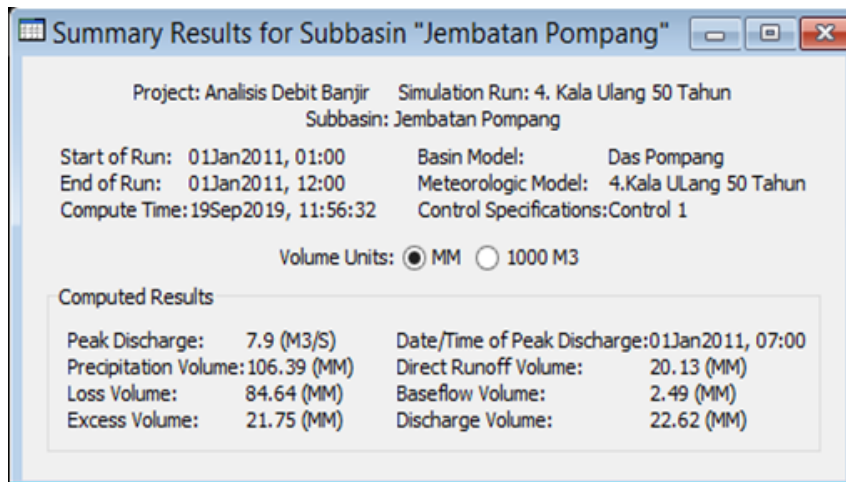 Summary Results for Subbasin "Jembatan Pompang"
Project: Analisis Debit Banjir Simulation Run: 4. Kala Ulang 50 Tahun
Subbasin: Jembatan Pompang
Start of Run: 01Jan2011, 01:00 Basin Model: Das Pompang
End of Run: 01Jan2011, 12:00 Meteorologic Model: 4.Kala ULang 50 Tahun
Compute Time:19Sep2019, 11:56:32 Control Specifications:Control 1
Volume Units: MM 1000 M3
Computed Results
Peak Discharge: 7.9 (M3/S) Date/Time of Peak Discharge:01Jan2011, 07:00
Precipitation Volume:106.39 (MM) Direct Runoff Volume: 20.13 (MM)
Loss Volume: 84.64 (MM) Baseflow Volume: 2.49 (MM)
Excess Volume: 21.75 (MM) Discharge Volume: 22.62 (MM)